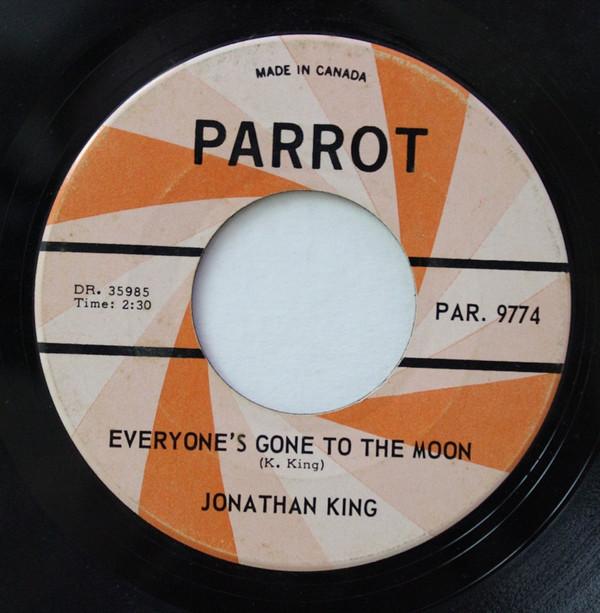 MADE IN CANADA
PARROT
DR. 35985
Time: 2:30
PAR. 9774
EVERYONE'S GONE TO THE MOON
(K. King)
JONATHAN KING